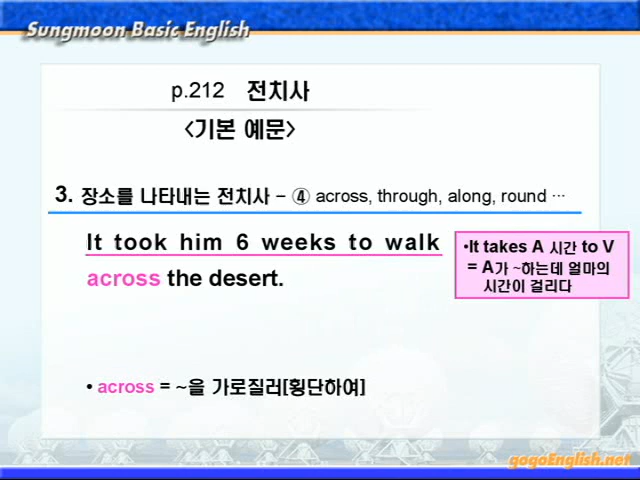 Sungmoon Basic English
p.212 전치사
<기본 예문>
3. 장소를 나타내는 전치사 – ④ across, through, along, round ···
It took him 6 weeks to walk
across the desert.
•It takes A 시간 to V
= A가 ~하는데 얼마의
시간이 걸리다
• across = ~을 가로질러[횡단하여]
gogoEnglish.net